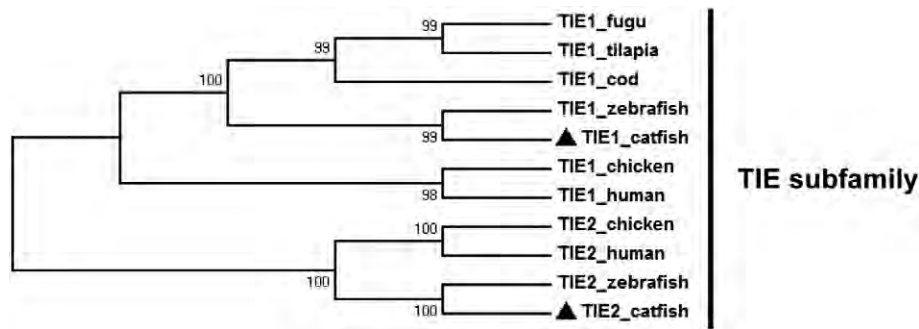 TIE1_fugu
99
TIE1_tilapia
99
TIE1_cod
100
TIE1_zebrafish
99
TIE1_catfish
TIE1_chicken
98
TIE1_human
TIE subfamily
TIE2_chicken
100
TIE2_human
100
TIE2_zebrafish
100
TIE2_catfish